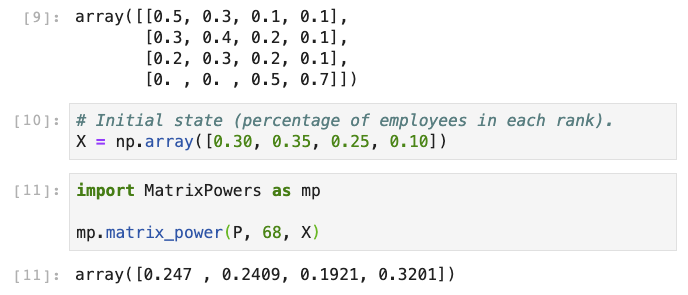 [9]: array([[0.5, 0.3, 0.1, 0.1],
[0.3, 0.4, 0.2, 0.1],
[0.2, 0.3, 0.2, 0.1],
[0. , 0. , 0.5, 0.7]])
[10]: # Initial state (percentage of employees in each rank).
X = np.array([0.30, 0.35, 0.25, 0.10])
[11]: import MatrixPowers as mp
mp.matrix_power(P, 68, X)
[11]: array([0.247 , 0.2409, 0.1921, 0.3201])